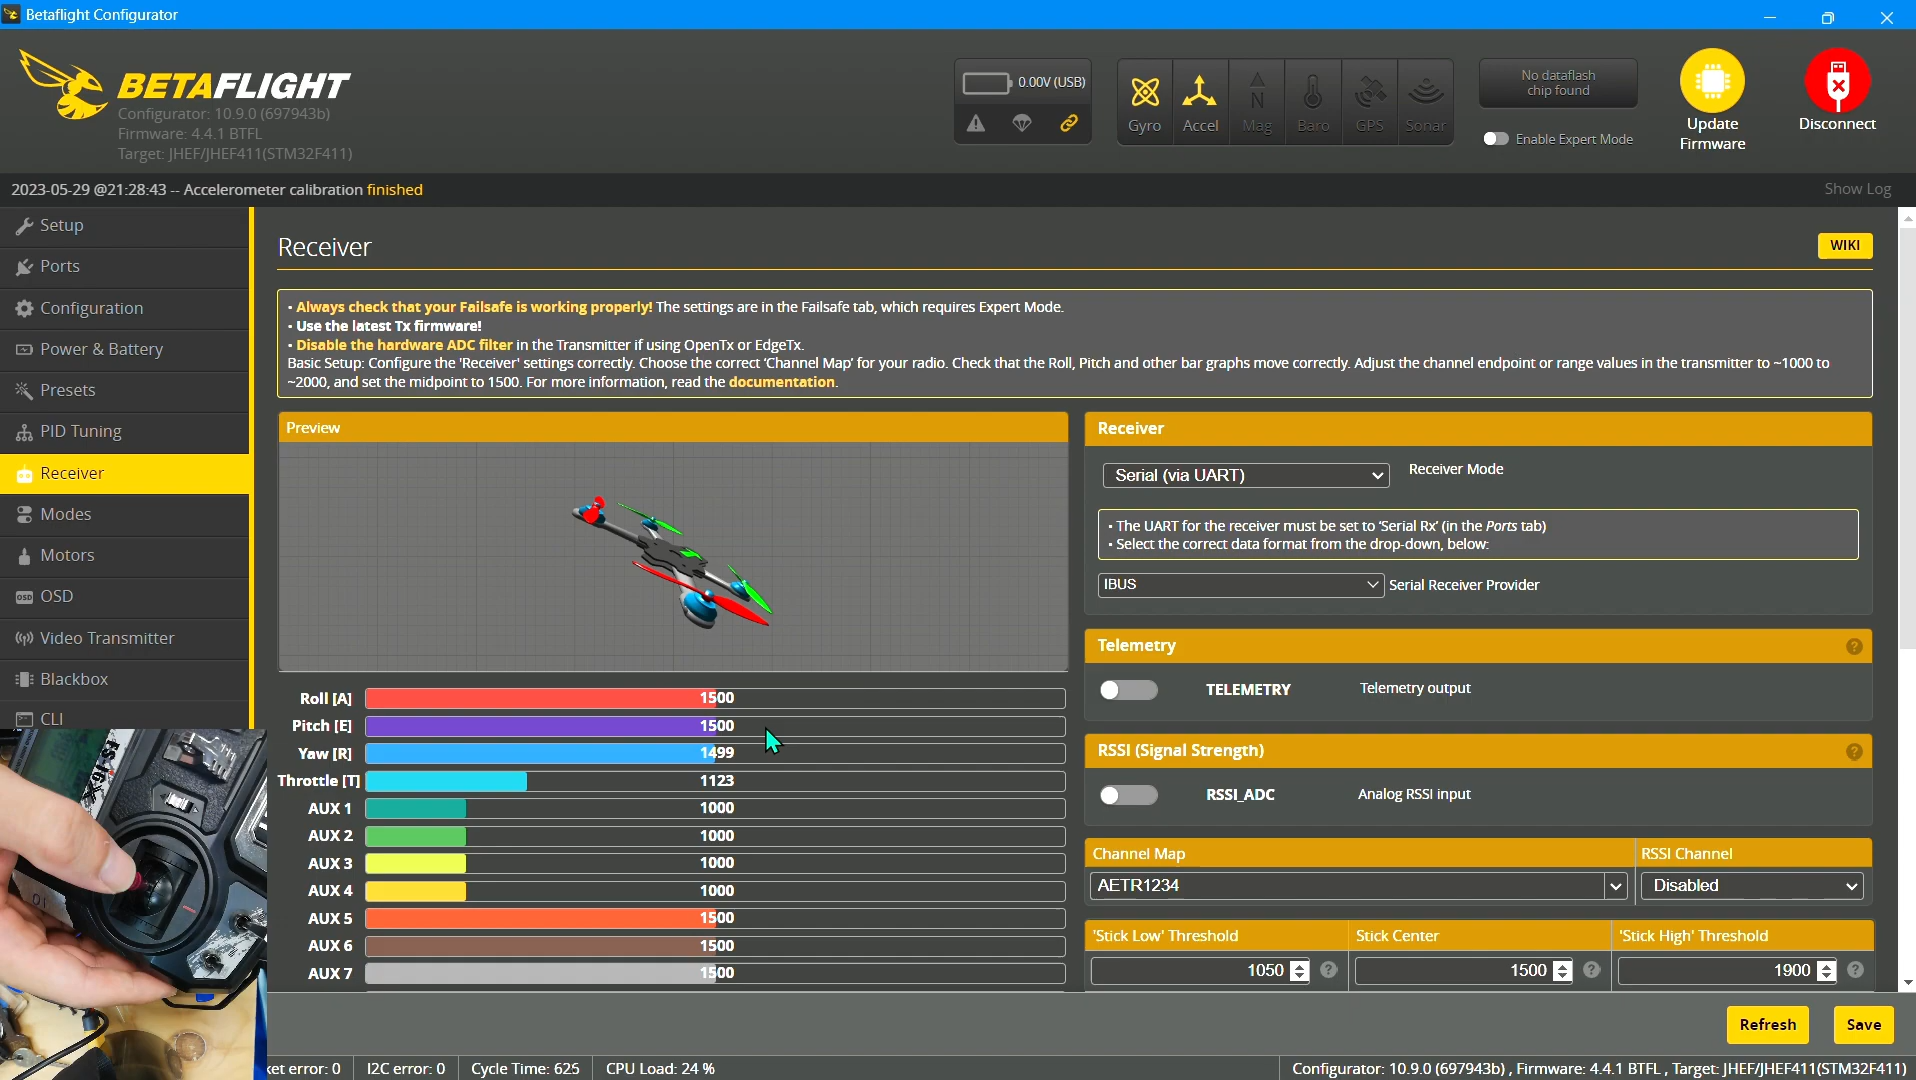 Betaflight Configurator
BETAFLIGHT
Configurator: 10.9.0 (697943b)
Firmware: 4.4.1 BTFL
Target: JHEF/JHEF411(STM32F411)
0.00V (USB)
Gyro
Accel
Mag
Baro
GPS
Sonar
No dataflash
chip found
Enable Expert Mode
Update
Firmware
Disconnect
2023-05-29 @21:28:43 -- Accelerometer calibration finished
Show Log
Setup
Ports
Configuration
Power & Battery
Presets
PID Tuning
Receiver
Modes
Motors
OSD
OSD
Video Transmitter
Blackbox
CLI
Receiver
WIKI
• Always check that your Failsafe is working properly! The settings are in the Failsafe tab, which requires Expert Mode.
• Use the latest Tx firmware!
• Disable the hardware ADC filter in the Transmitter if using OpenTx or EdgeTx.
Basic Setup: Configure the 'Receiver' settings correctly. Choose the correct 'Channel Map' for your radio. Check that the Roll, Pitch and other bar graphs move correctly. Adjust the channel endpoint or range values in the transmitter to ~1000 to
~2000, and set the midpoint to 1500. For more information, read the documentation.
Preview
Roll [A] 1500
Pitch [E] 1500
Yaw [R] 1499
Throttle [T] 1123
AUX 1 1000
AUX 2 1000
AUX 3 1000
AUX 4 1000
AUX 5 1500
AUX 6 1500
AUX 7 1500
Receiver
Serial (via UART) Receiver Mode
• The UART for the receiver must be set to 'Serial Rx' (in the Ports tab)
• Select the correct data format from the drop-down, below:
IBUS Serial Receiver Provider
Telemetry
TELEMETRY Telemetry output
RSSI (Signal Strength)
RSSI_ADC Analog RSSI input
Channel Map
RSSI Channel
AETR1234
Disabled
'Stick Low' Threshold
Stick Center
'Stick High' Threshold
1050
1500
1900
Refresh
Save
ket error: 0
I2C error: 0
Cycle Time: 625
CPU Load: 24 %
Configurator: 10.9.0 (697943b) , Firmware: 4.4.1 BTFL , Target: JHEF/JHEF411(STM32F411)